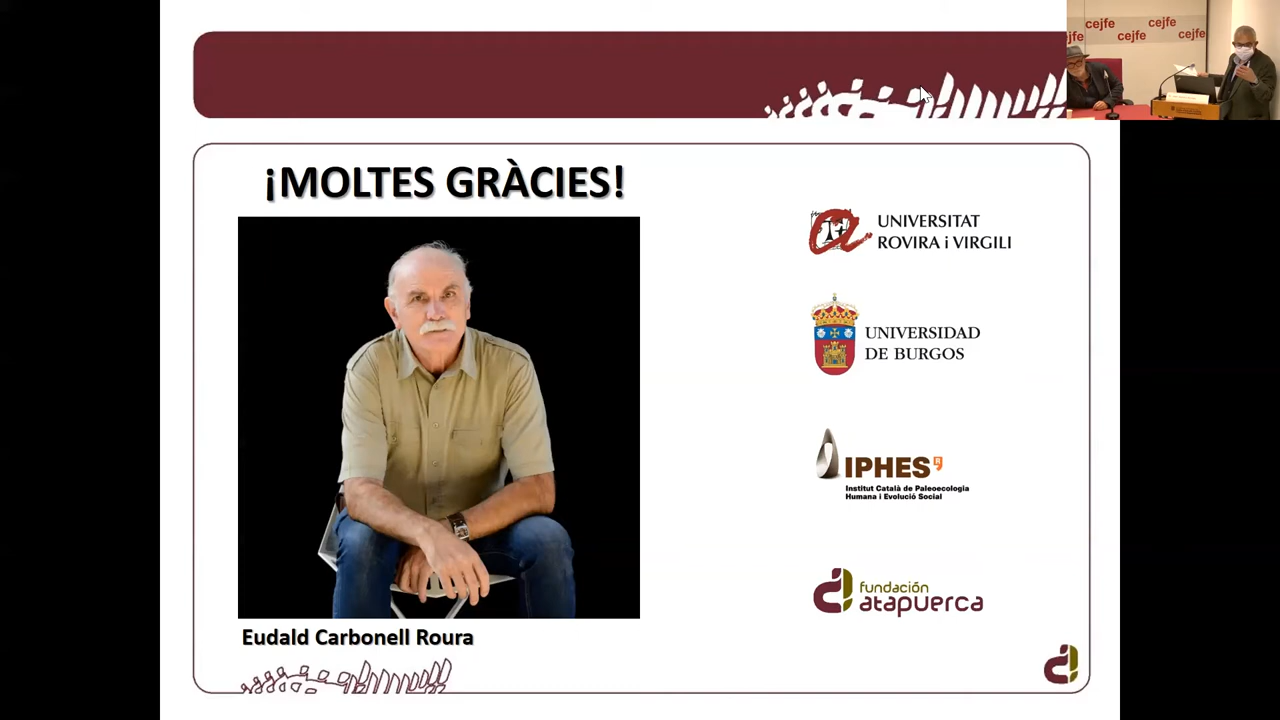 cejfe
cejfe
cejfe
cejfe
¡MOLTES GRÀCIES!
UNIVERSITAT
ROVIRA i VIRGILI
UNIVERSIDAD
DE BURGOS
IPHES
Institut Català de Paleoecologia
Humana i Evolució Social
fundación
atapuerca
Eudald Carbonell Roura